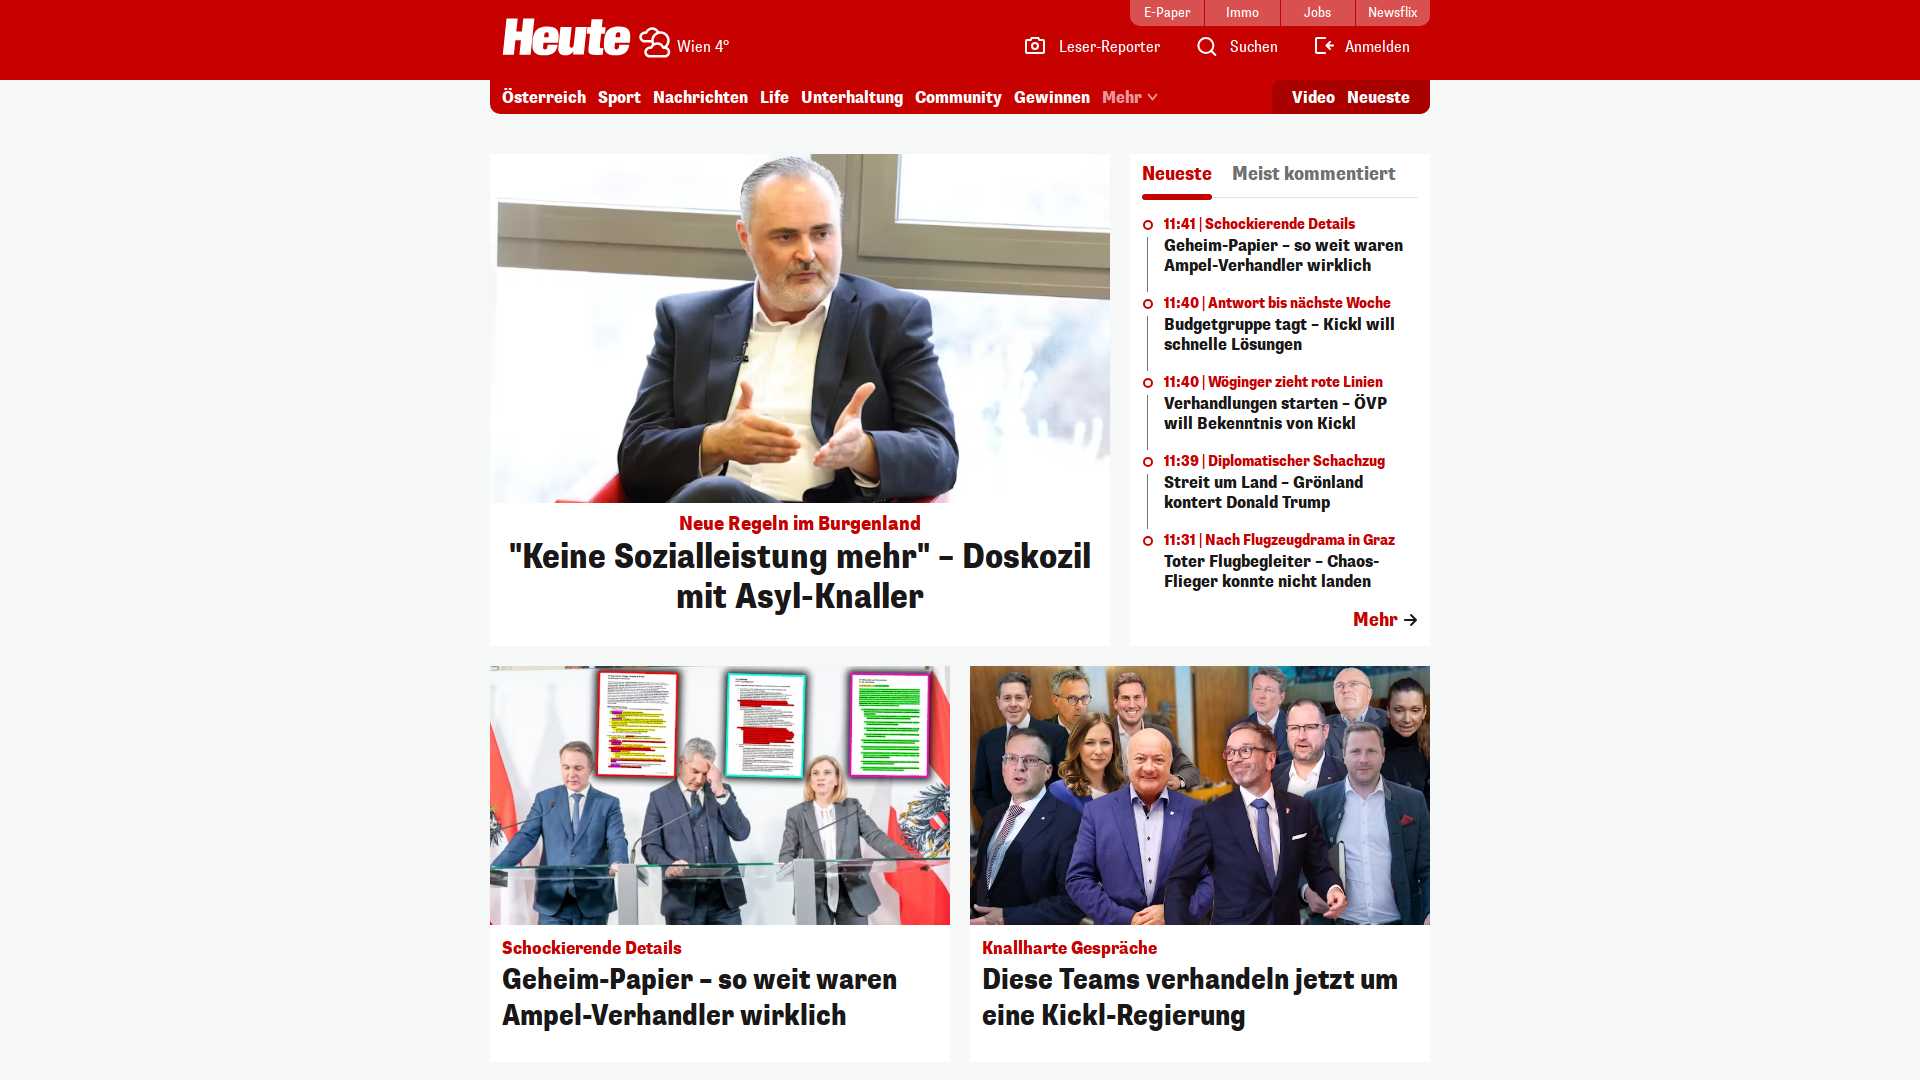 E-Paper
Immo
Jobs
Newsflix
Heute
Wien 4°
Leser-Reporter
Suchen
Anmelden
Österreich Sport Nachrichten Life Unterhaltung Community Gewinnen Mehr
Video Neueste
Neue Regeln im Burgenland
"Keine Sozialleistung mehr" – Doskozil
mit Asyl-Knaller
Neueste
Meist kommentiert
11:41 | Schockierende Details
Geheim-Papier – so weit waren
Ampel-Verhandler wirklich
11:40 | Antwort bis nächste Woche
Budgetgruppe tagt – Kickl will
schnelle Lösungen
11:40 | Wöginger zieht rote Linien
Verhandlungen starten – ÖVP
will Bekenntnis von Kickl
11:39 | Diplomatischer Schachzug
Streit um Land – Grönland
kontert Donald Trump
11:31 | Nach Flugzeugdrama in Graz
Toter Flugbegleiter – Chaos-
Flieger konnte nicht landen
Mehr
Schockierende Details
Geheim-Papier – so weit waren
Ampel-Verhandler wirklich
Knallharte Gespräche
Diese Teams verhandeln jetzt um
eine Kickl-Regierung